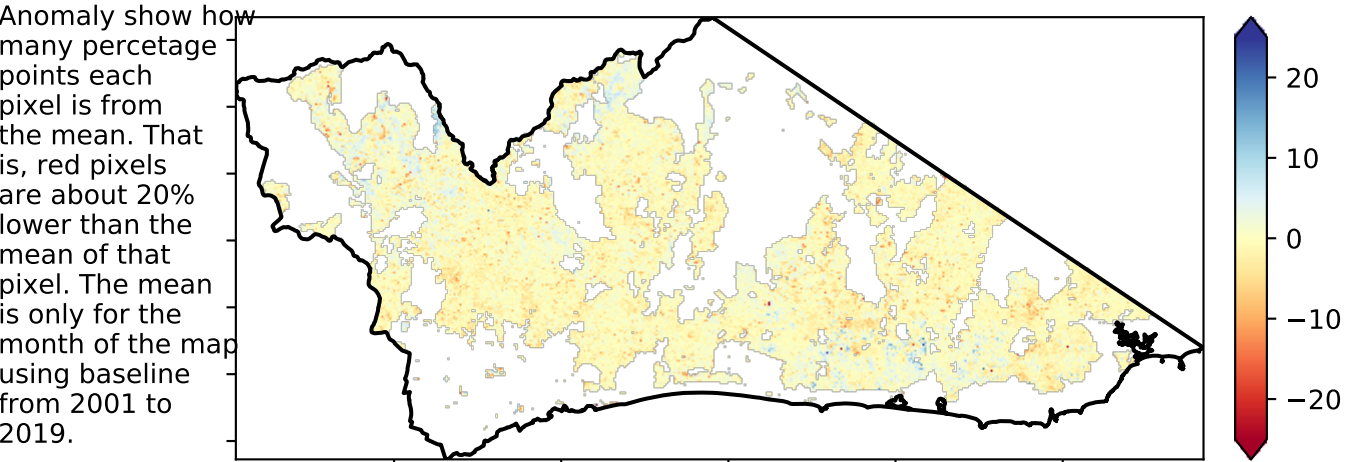 Anomaly show how
many percetage
points each
pixel is from
the mean. That
is, red pixels
are about 20%
lower than the
mean of that
pixel. The mean
is only for the
month of the map
using baseline
from 2001 to
2019.
20
10
0
−10
−20